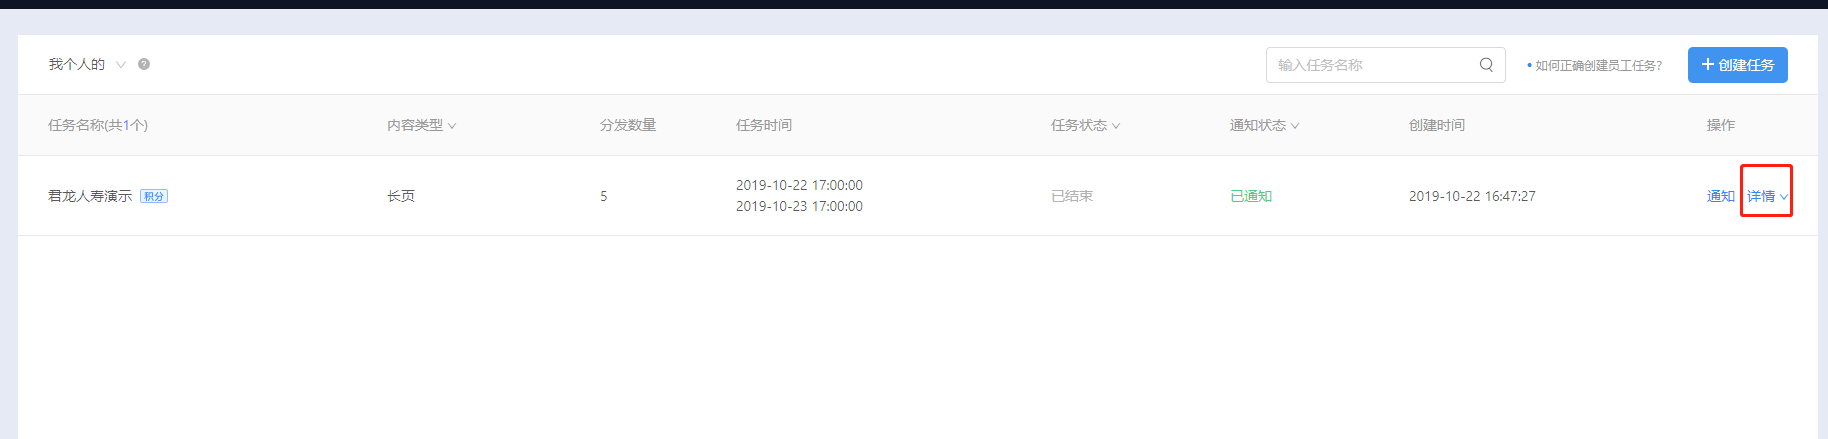 我个人的
输入任务名称
• 如何正确创建员工任务?
+ 创建任务
任务名称(共1个) 内容类型 分发数量 任务时间 任务状态 通知状态 创建时间 操作
君龙人寿演示 积分 长页 5 2019-10-22 17:00:00 已结束 已通知 2019-10-22 16:47:27 通知 详情
2019-10-23 17:00:00